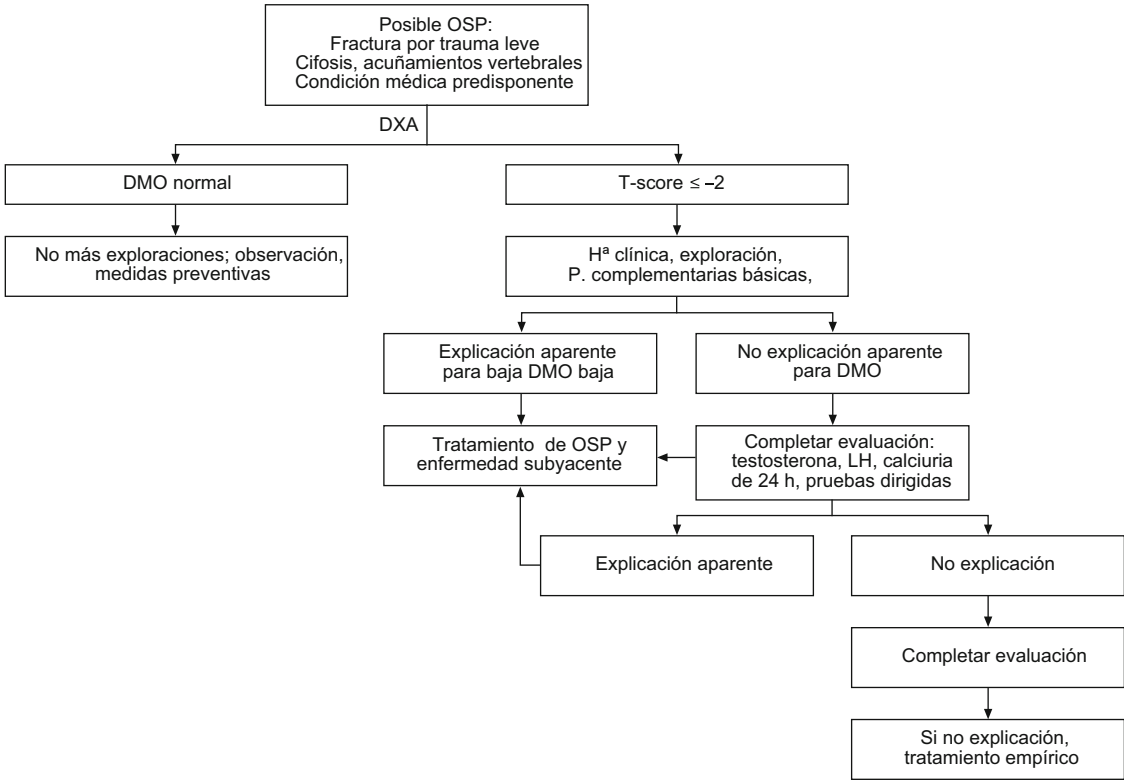 Posible OSP:
Fractura por trauma leve
Cifosis, acuñamientos vertebrales
Condición médica predisponente
DXA
DMO normal
T-score ≤ –2
No más exploraciones; observación,
medidas preventivas
Hª clínica, exploración,
P. complementarias básicas,
Explicación aparente
para baja DMO baja
No explicación aparente
para DMO
Tratamiento de OSP y
enfermedad subyacente
Completar evaluación:
testosterona, LH, calciuria
de 24 h, pruebas dirigidas
Explicación aparente
No explicación
Completar evaluación
Si no explicación,
tratamiento empírico